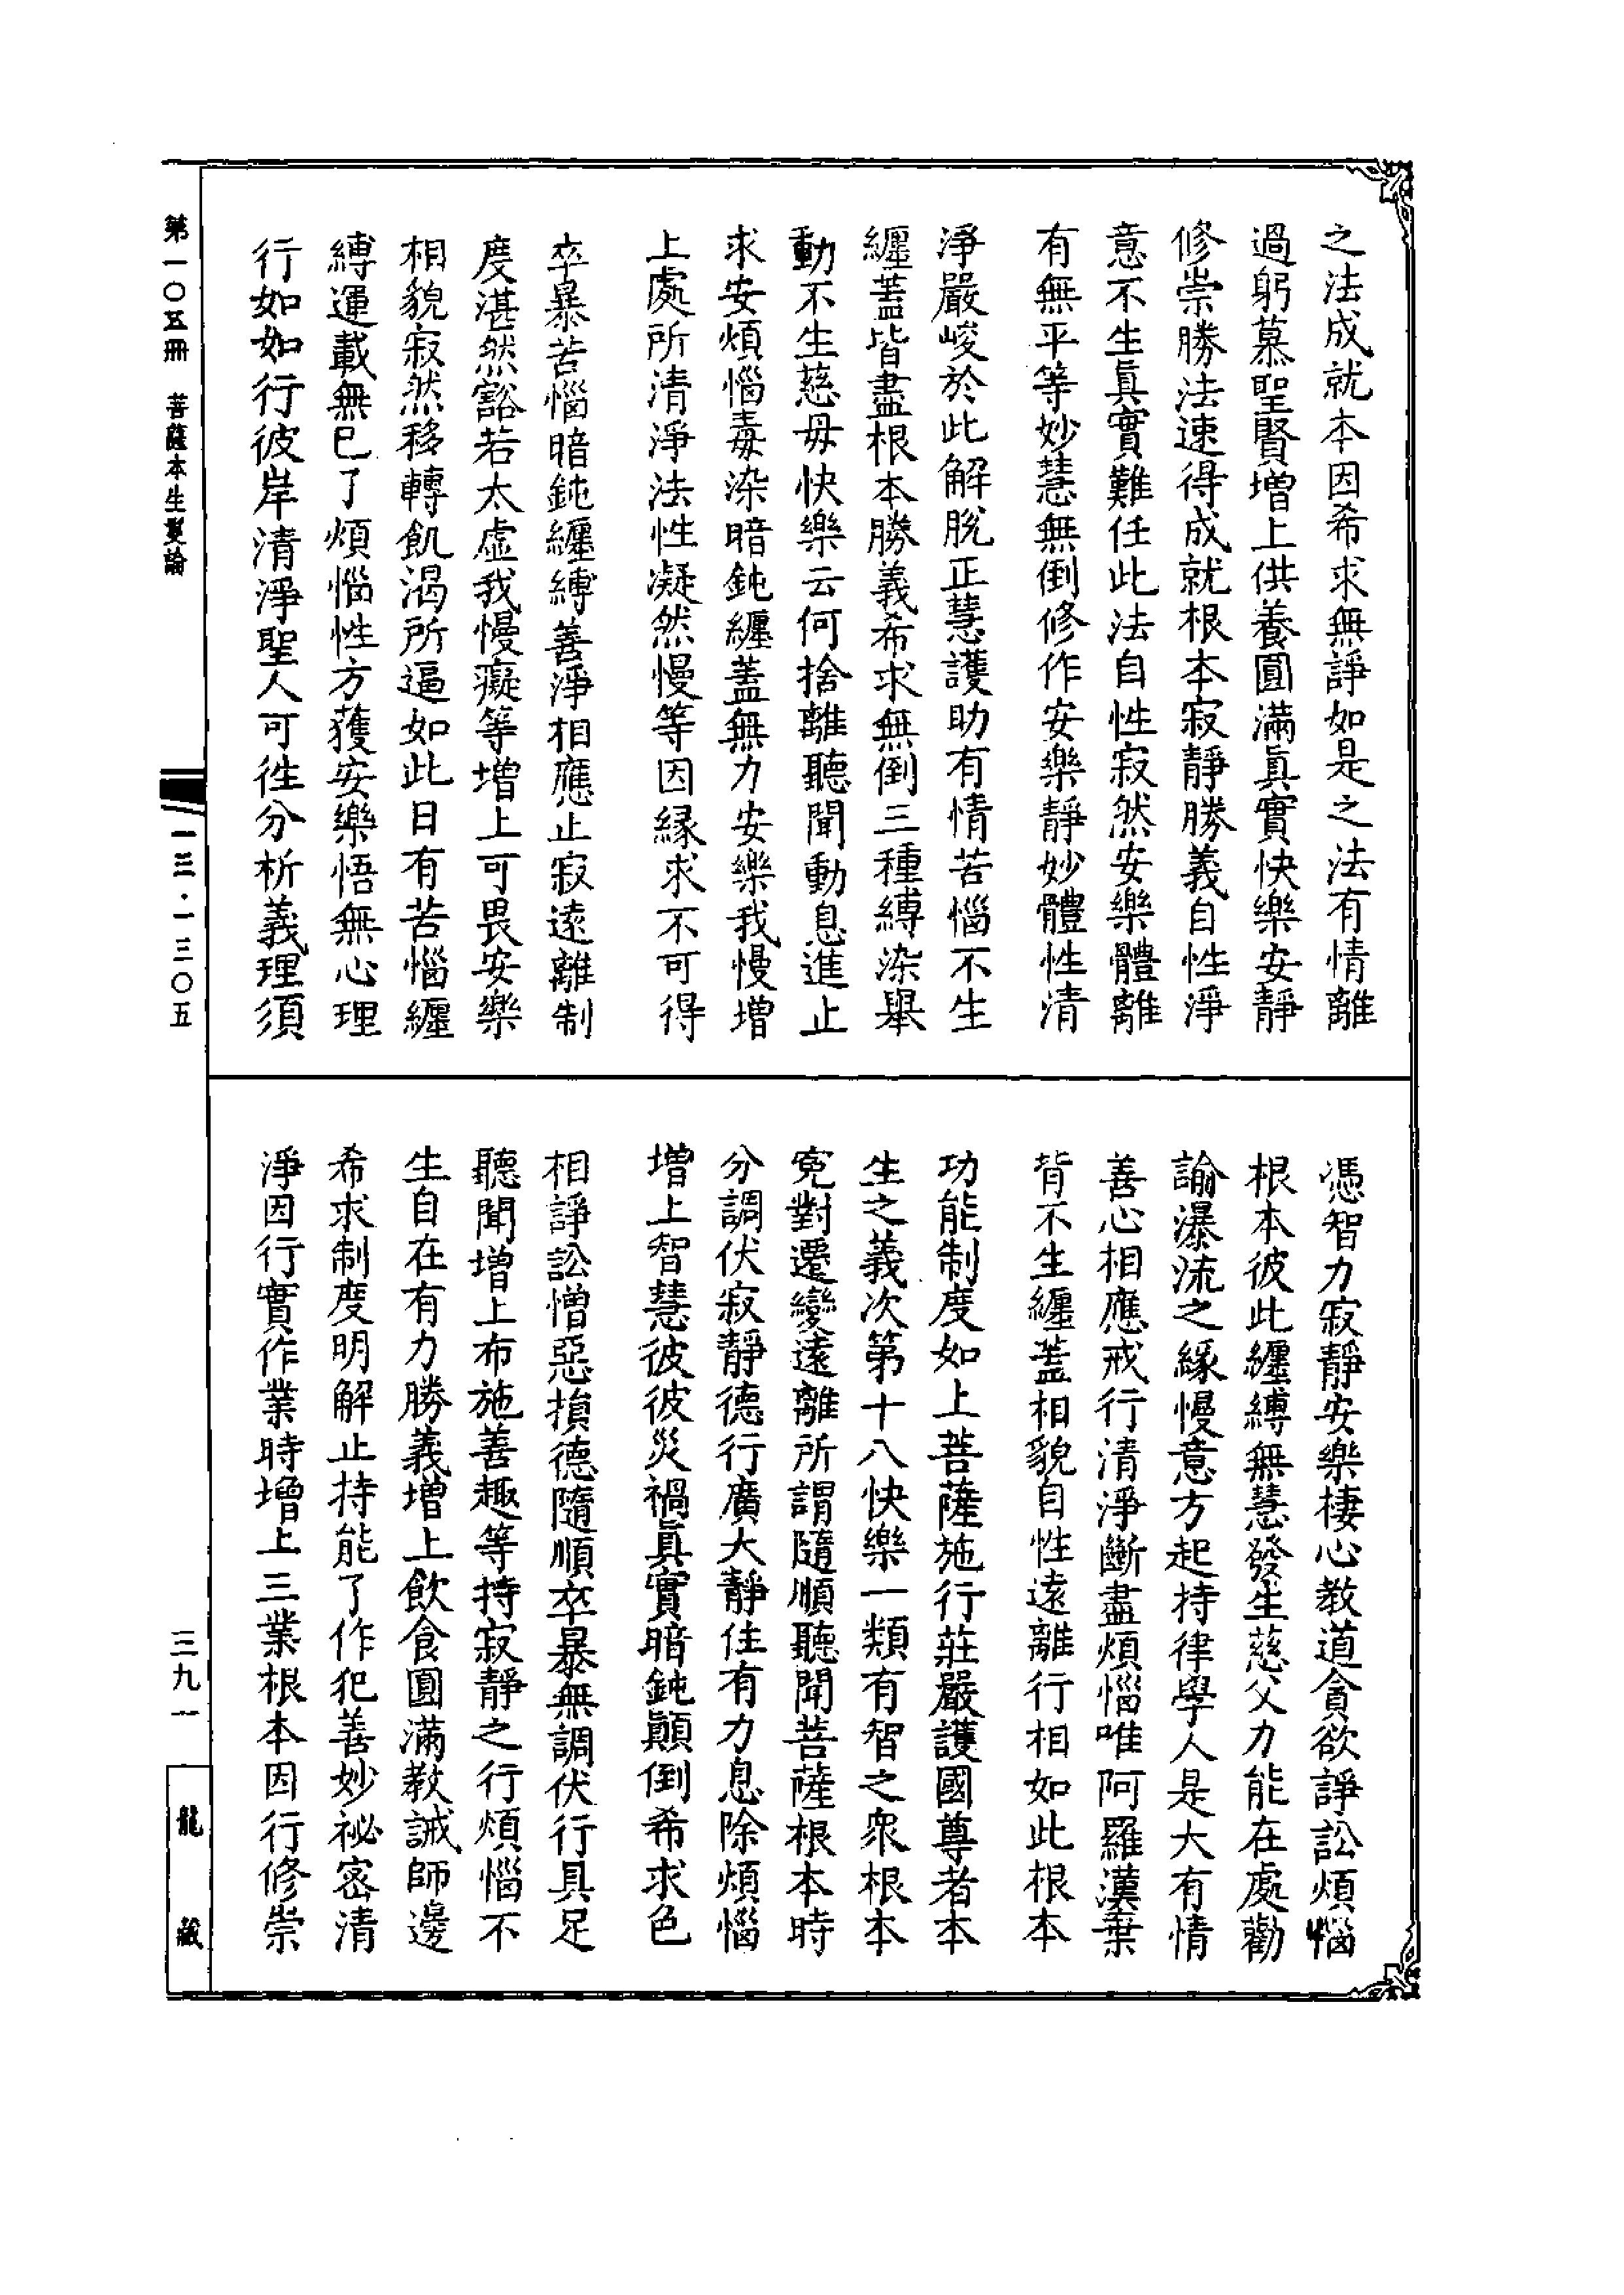 之法成就本因希求無諍如是之法有情離
過躬慕聖賢增上供養圓滿真實快樂安靜
修崇勝法速得成就根本寂靜勝義自性淨
意不生真實難任此法自性寂然安樂體離
有無平等妙慧無倒修作安樂靜妙體性清
淨嚴峻於此解脫正慧護助有情苦惱不生
纏蓋皆盡根本勝義希求無倒三種縛染舉
動不生慈母快樂云何捨離聽聞動息進止
求安煩惱毒染暗鈍纏蓋無力安樂我慢增
上處所清淨法性凝然慢等因緣求不可得
卒暴苦惱暗鈍纏縛善淨相應止寂遠離制
度湛然豁若太虛我慢癡等增上可畏安樂
相貌寂然移轉飢渴所逼如此日有苦惱纏
縛運載無已了煩惱性方獲安樂悟無心理
行如如行彼岸清淨聖人可往分析義理須
憑智力寂靜安樂棲心教道貪欲諍訟煩惱
根本彼此纏縛無慧發生慈父力能在處勸
諭瀑流之緣慢意方起持律學人是大有情
善心相應戒行清淨斷盡煩惱唯阿羅漢棄
背不生纏蓋相貌自性遠離行相如此根本
功能制度如上菩薩施行莊嚴護國尊者本
生之義次第十八快樂一類有智之眾根本
冤對遷變遠離所謂隨順聽聞菩薩根本時
分調伏寂靜德行廣大靜住有力息除煩惱
增上智慧彼彼災禍真實暗鈍顛倒希求色
相諍訟憎惡損德隨順卒暴無調伏行具足
聽聞增上布施善趣等持寂靜之行煩惱不
生自在有力勝義增上飲食圓滿教誡師邊
希求制度明解止持能了作犯善妙祕密清
淨因行實作業時增上三業根本因行修崇
第一〇五冊　菩薩本生鬘論
一三·一三〇五
三九一
龍藏